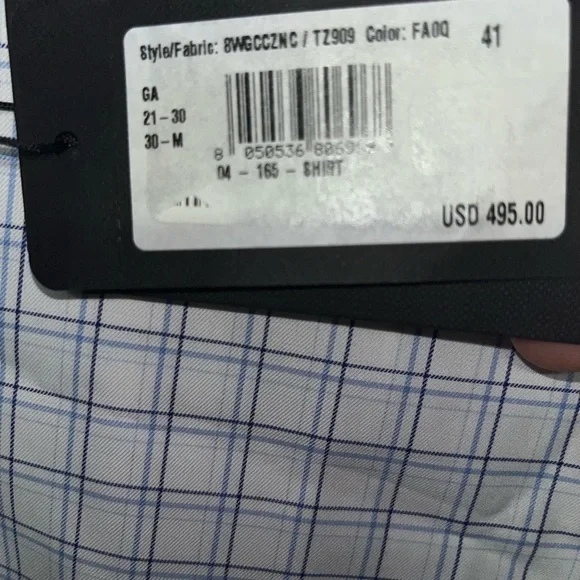 Style/Fabric: 8WGCCZNC / TZ909 Color: FA0Q 41
GA
21-30
30-M
8 050536
04 - 165 - SHIRT
USD 495.00